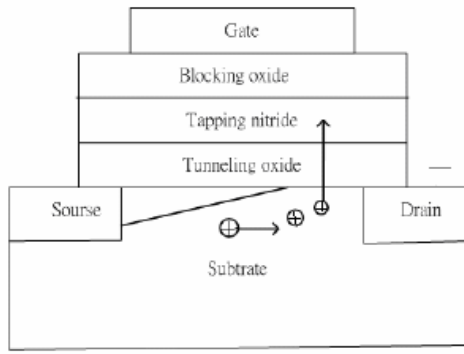 Gate
Blocking oxide
Tapping nitride
Tunneling oxide
Sourse
Drain
Subtrate